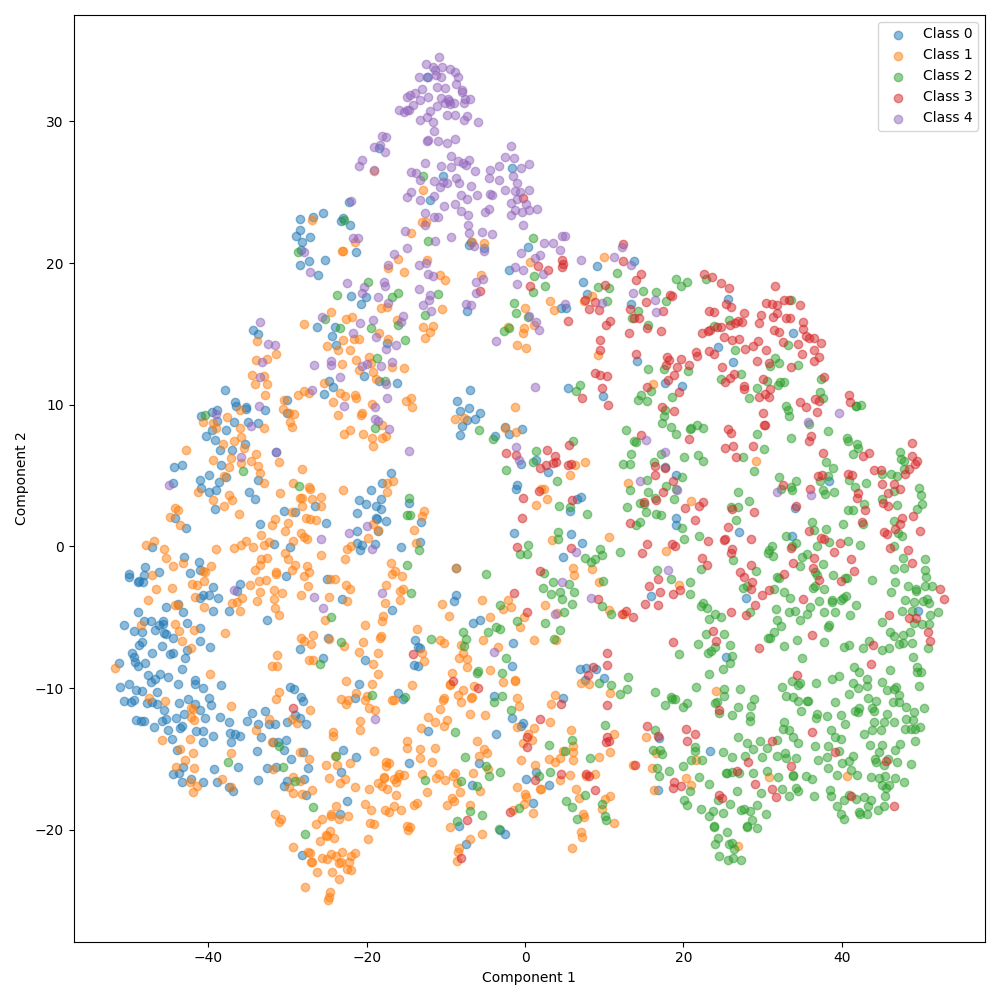 Class 0
Class 1
Class 2
Class 3
Class 4
30
20
10
0
−10
−20
Component 2
−40 −20 0 20 40
Component 1